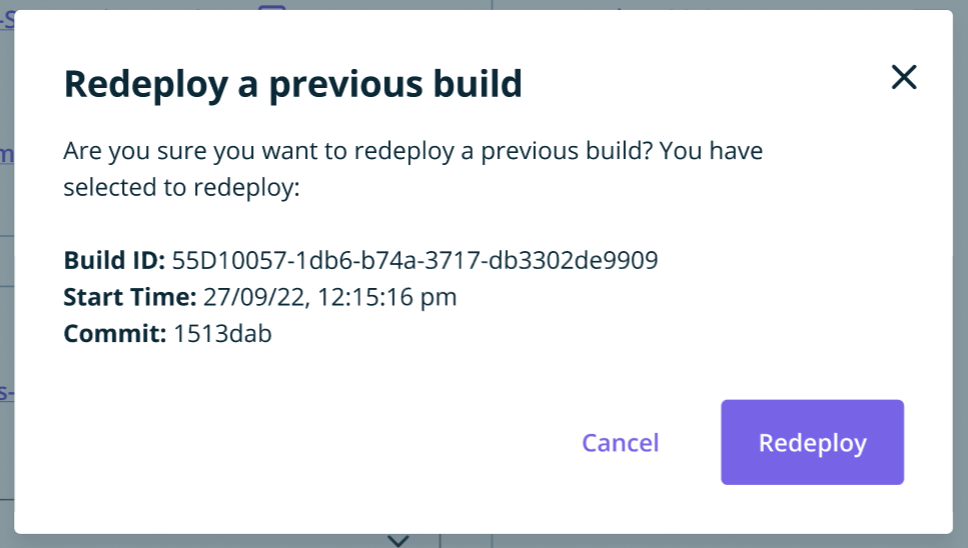 Redeploy a previous build
Are you sure you want to redeploy a previous build? You have
selected to redeploy:
Build ID: 55D10057-1db6-b74a-3717-db3302de9909
Start Time: 27/09/22, 12:15:16 pm
Commit: 1513dab
Cancel
Redeploy